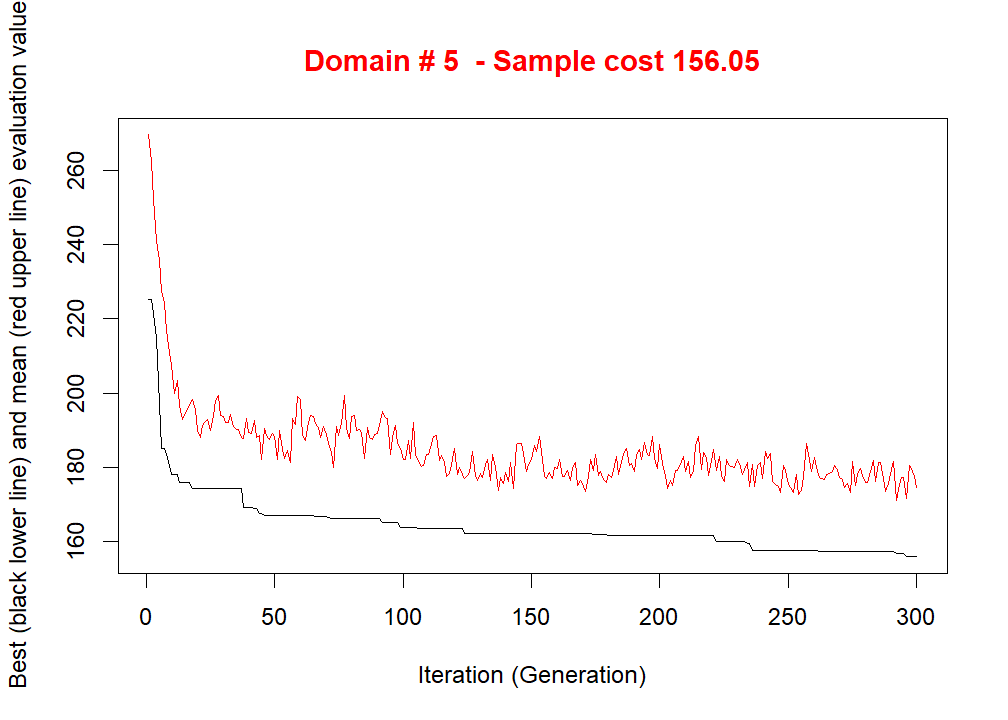 Domain # 5  - Sample cost 156.05
Best (black lower line) and mean (red upper line) evaluation value
260
240
220
200
180
160
0 50 100 150 200 250 300
Iteration (Generation)